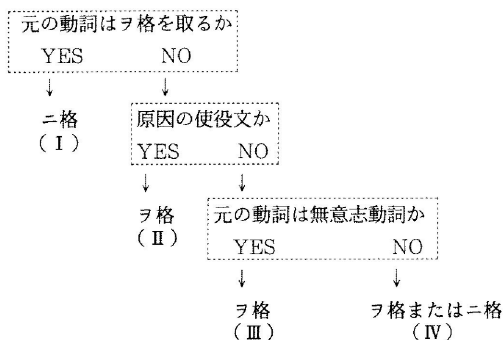 元の動詞はヲ格を取るか
YES NO
↓ ↓
ニ格 原因の使役文か
(Ⅰ) YES NO
↓ ↓
ヲ格 元の動詞は無意志動詞か
(Ⅱ) YES NO
↓ ↓
ヲ格 ヲ格またはニ格
(Ⅲ) (Ⅳ)